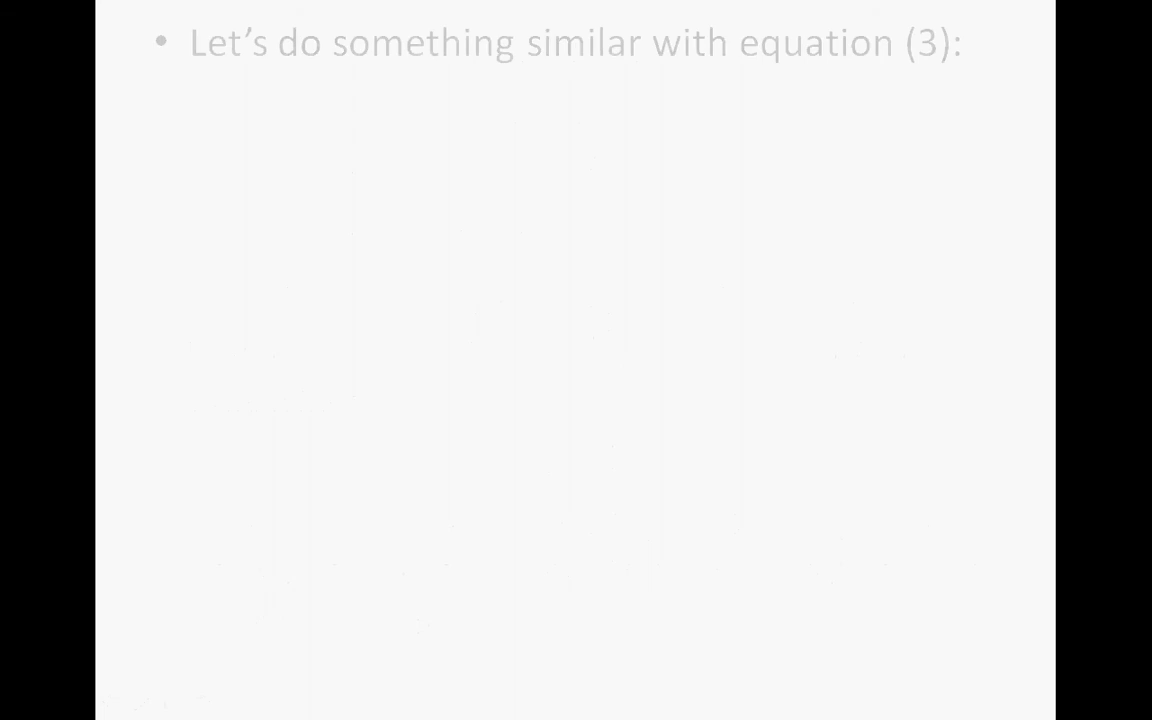 • Let’s do something similar with equation (3):